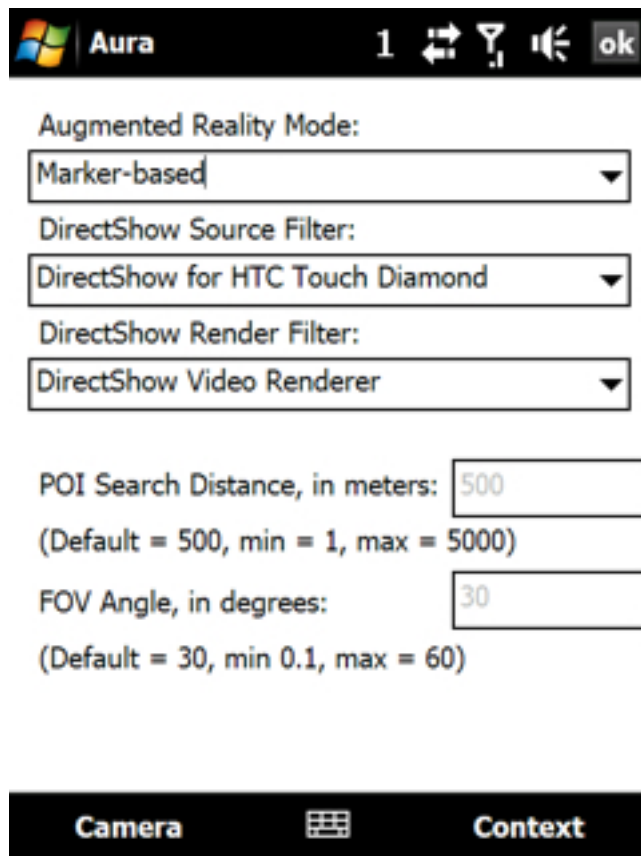 Aura 1 ok
Augmented Reality Mode:
Marker-based
DirectShow Source Filter:
DirectShow for HTC Touch Diamond
DirectShow Render Filter:
DirectShow Video Renderer
POI Search Distance, in meters: 500
(Default = 500, min = 1, max = 5000)
FOV Angle, in degrees: 30
(Default = 30, min 0.1, max = 60)
Camera Context